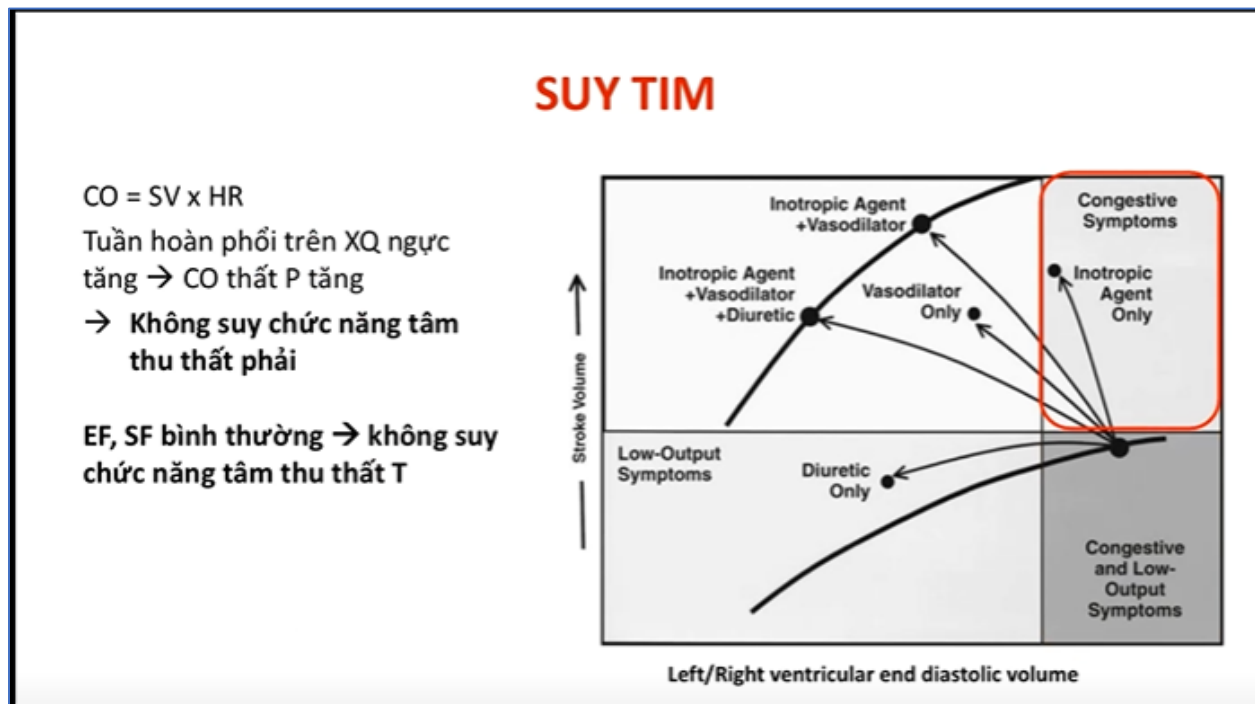 SUY TIM
CO = SV x HR
Tuần hoàn phổi trên XQ ngực
tăng → CO thất P tăng
→ Không suy chức năng tâm
thu thất phải
EF, SF bình thường → không suy
chức năng tâm thu thất T
Stroke Volume
Inotropic Agent
+Vasodilator
Congestive
Symptoms
Inotropic Agent
+Vasodilator
+Diuretic
Vasodilator
Only
Inotropic
Agent
Only
Low-Output
Symptoms
Diuretic
Only
Congestive
and Low-
Output
Symptoms
Left/Right ventricular end diastolic volume